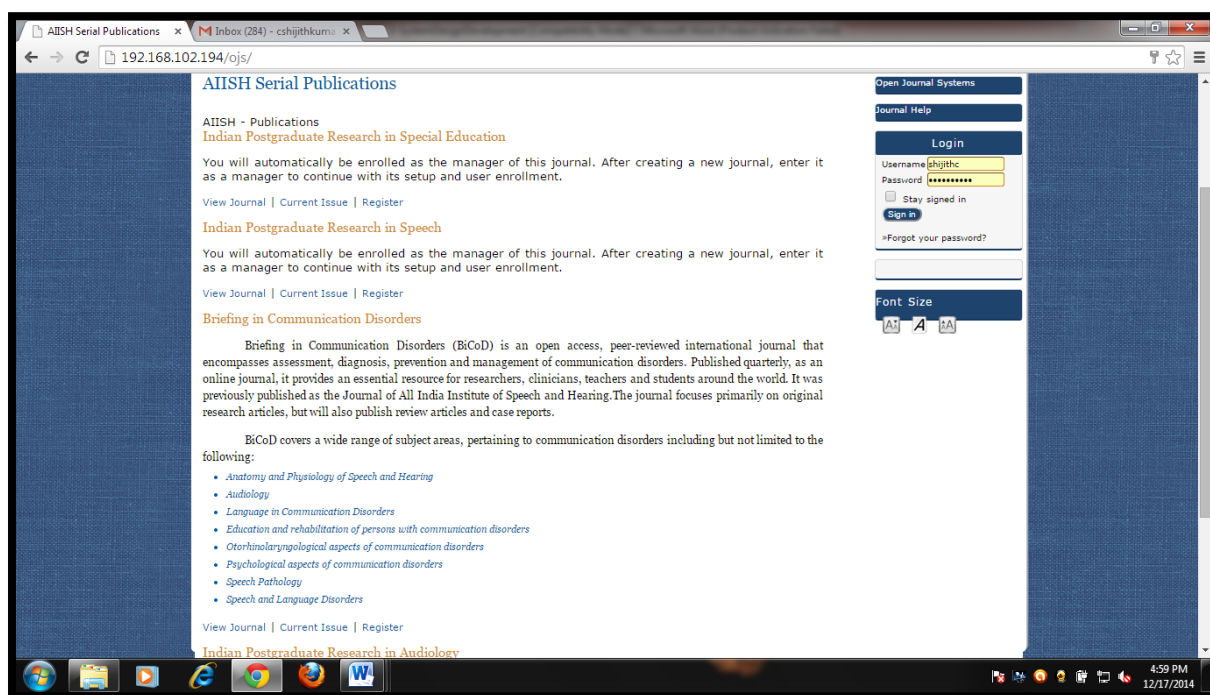 AIISH Serial Publications
Inbox (284) - cshijithkuma
192.168.102.194/ojs/
AIISH Serial Publications
AIISH - Publications
Indian Postgraduate Research in Special Education
You will automatically be enrolled as the manager of this journal. After creating a new journal, enter it
as a manager to continue with its setup and user enrollment.
View Journal | Current Issue | Register
Indian Postgraduate Research in Speech
You will automatically be enrolled as the manager of this journal. After creating a new journal, enter it
as a manager to continue with its setup and user enrollment.
View Journal | Current Issue | Register
Briefing in Communication Disorders
Briefing in Communication Disorders (BiCoD) is an open access, peer-reviewed international journal that
encompasses assessment, diagnosis, prevention and management of communication disorders. Published quarterly, as an
online journal, it provides an essential resource for researchers, clinicians, teachers and students around the world. It was
previously published as the Journal of All India Institute of Speech and Hearing.The journal focuses primarily on original
research articles, but will also publish review articles and case reports.
BiCoD covers a wide range of subject areas, pertaining to communication disorders including but not limited to the
following:
• Anatomy and Physiology of Speech and Hearing
• Audiology
• Language in Communication Disorders
• Education and rehabilitation of persons with communication disorders
• Otorhinolaryngological aspects of communication disorders
• Psychological aspects of communication disorders
• Speech Pathology
• Speech and Language Disorders
View Journal | Current Issue | Register
Indian Postgraduate Research in Audiology
Open Journal Systems
Journal Help
Login
Username shijithc
Password ••••••••••
Stay signed in
Sign in
»Forgot your password?
Font Size
4:59 PM
12/17/2014